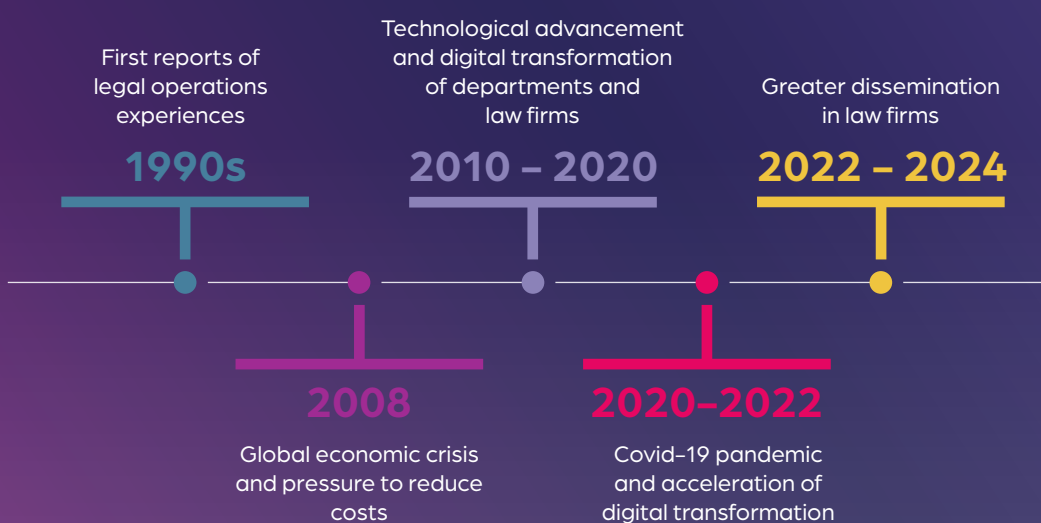 First reports of
legal operations
experiences
1990s
2008
Global economic crisis
and pressure to reduce
costs
Technological advancement
and digital transformation
of departments and
law firms
2010 – 2020
2020–2022
Covid-19 pandemic
and acceleration of
digital transformation
Greater dissemination
in law firms
2022 – 2024